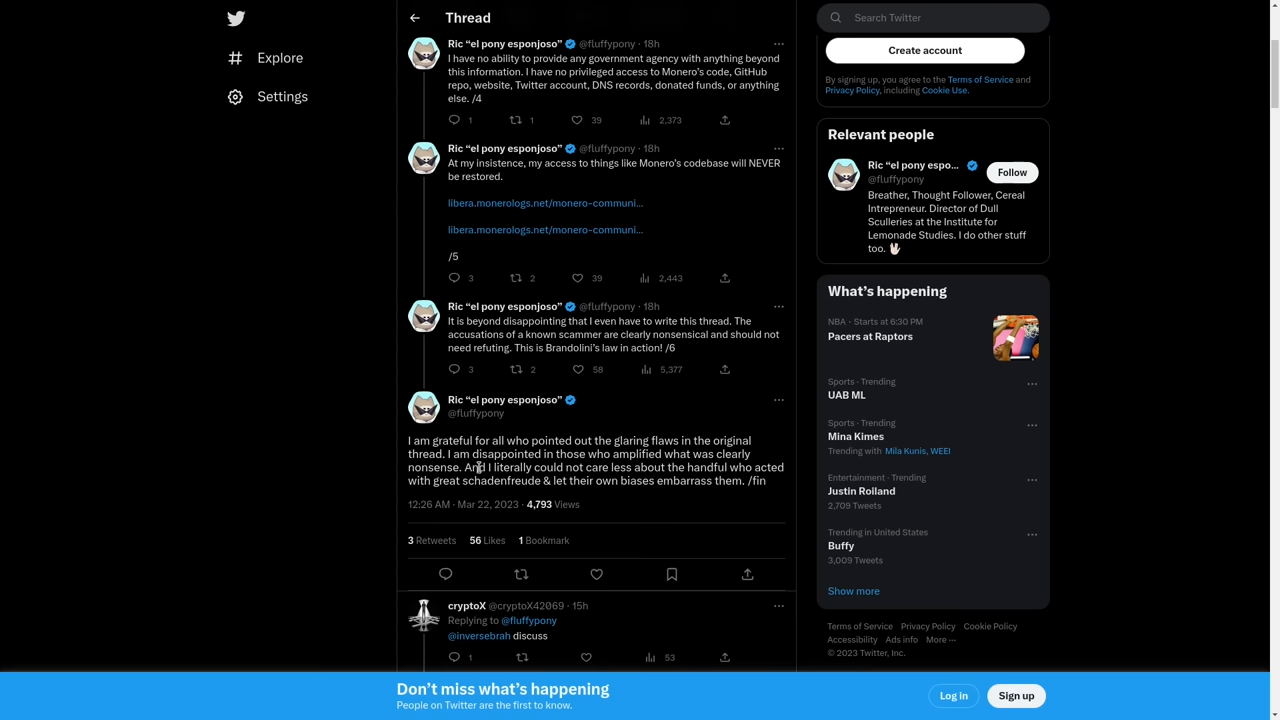 Explore
Settings
Thread
Ric “el pony esponjoso” @fluffypony · 18h
I have no ability to provide any government agency with anything beyond
this information. I have no privileged access to Monero's code, GitHub
repo, website, Twitter account, DNS records, donated funds, or anything
else. /4
1 1 39 2,373
Ric “el pony esponjoso” @fluffypony · 18h
At my insistence, my access to things like Monero's codebase will NEVER
be restored.
libera.monerologs.net/monero-communi...
libera.monerologs.net/monero-communi...
/5
3 2 39 2,443
Ric “el pony esponjoso” @fluffypony · 18h
It is beyond disappointing that I even have to write this thread. The
accusations of a known scammer are clearly nonsensical and should not
need refuting. This is Brandolini's law in action! /6
3 2 58 5,377
Ric “el pony esponjoso”
@fluffypony
I am grateful for all who pointed out the glaring flaws in the original
thread. I am disappointed in those who amplified what was clearly
nonsense. And I literally could not care less about the handful who acted
with great schadenfreude & let their own biases embarrass them. /fin
12:26 AM · Mar 22, 2023 · 4,793 Views
3 Retweets 56 Likes 1 Bookmark
cryptoX @cryptoX42069 · 15h
Replying to @fluffypony
@inversebrah discuss
1 53
Search Twitter
Create account
By signing up, you agree to the Terms of Service and
Privacy Policy, including Cookie Use.
Relevant people
Ric “el pony espo...
@fluffypony
Follow
Breather, Thought Follower, Cereal
Intrepreneur. Director of Dull
Sculleries at the Institute for
Lemonade Studies. I do other stuff
too. 🖖🏻
What's happening
NBA · Starts at 6:30 PM
Pacers at Raptors
Sports · Trending
UAB ML
Sports · Trending
Mina Kimes
Trending with Mila Kunis, WEEI
Entertainment · Trending
Justin Roiland
2,709 Tweets
Trending in United States
Buffy
3,009 Tweets
Show more
Terms of Service Privacy Policy Cookie Policy
Accessibility Ads info More ···
© 2023 Twitter, Inc.
Don't miss what's happening
People on Twitter are the first to know.
Log in
Sign up